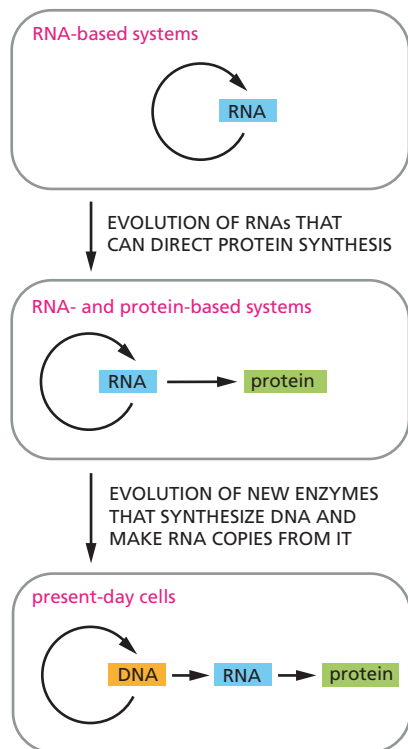 RNA-based systems
RNA
EVOLUTION OF RNAs THAT
CAN DIRECT PROTEIN SYNTHESIS
RNA- and protein-based systems
RNA
protein
EVOLUTION OF NEW ENZYMES
THAT SYNTHESIZE DNA AND
MAKE RNA COPIES FROM IT
present-day cells
DNA
RNA
protein